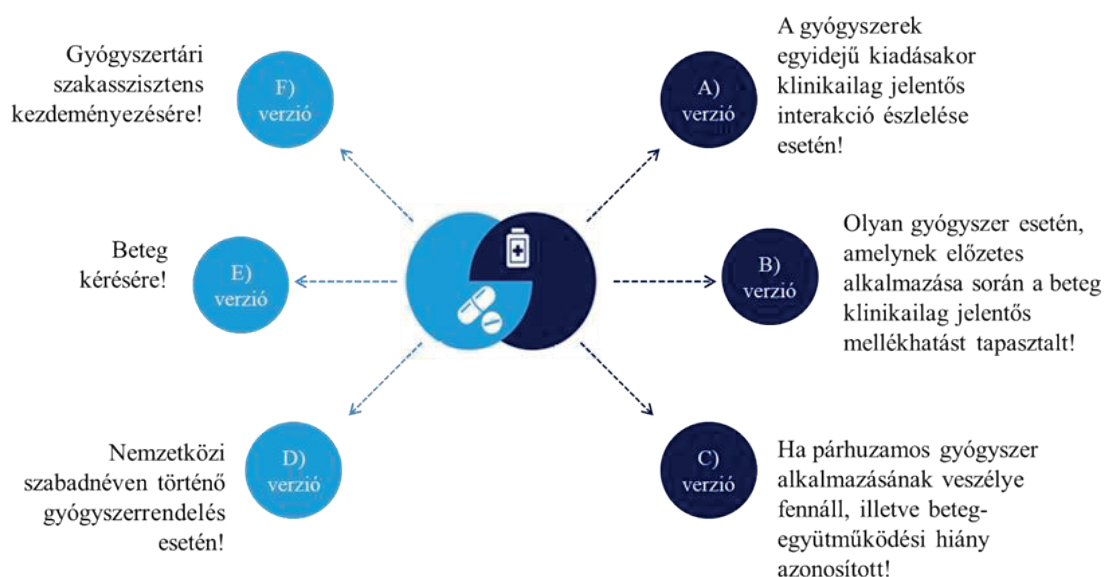 A)
verzió
A gyógyszerek
egyidejű kiadásakor
klinikailag jelentős
interakció észlelése
esetén!
B)
verzió
Olyan gyógyszer esetén,
amelynek előzetes
alkalmazása során a beteg
klinikailag jelentős
mellékhatást tapasztalt!
C)
verzió
Ha párhuzamos gyógyszer
alkalmazásának veszélye
fennáll, illetve beteg-
együtműködési hiány
azonosított!
D)
verzió
Nemzetközi
szabadnéven történő
gyógyszerrendelés
esetén!
E)
verzió
Beteg
kérésére!
F)
verzió
Gyógyszertári
szakasszisztens
kezdeményezésére!